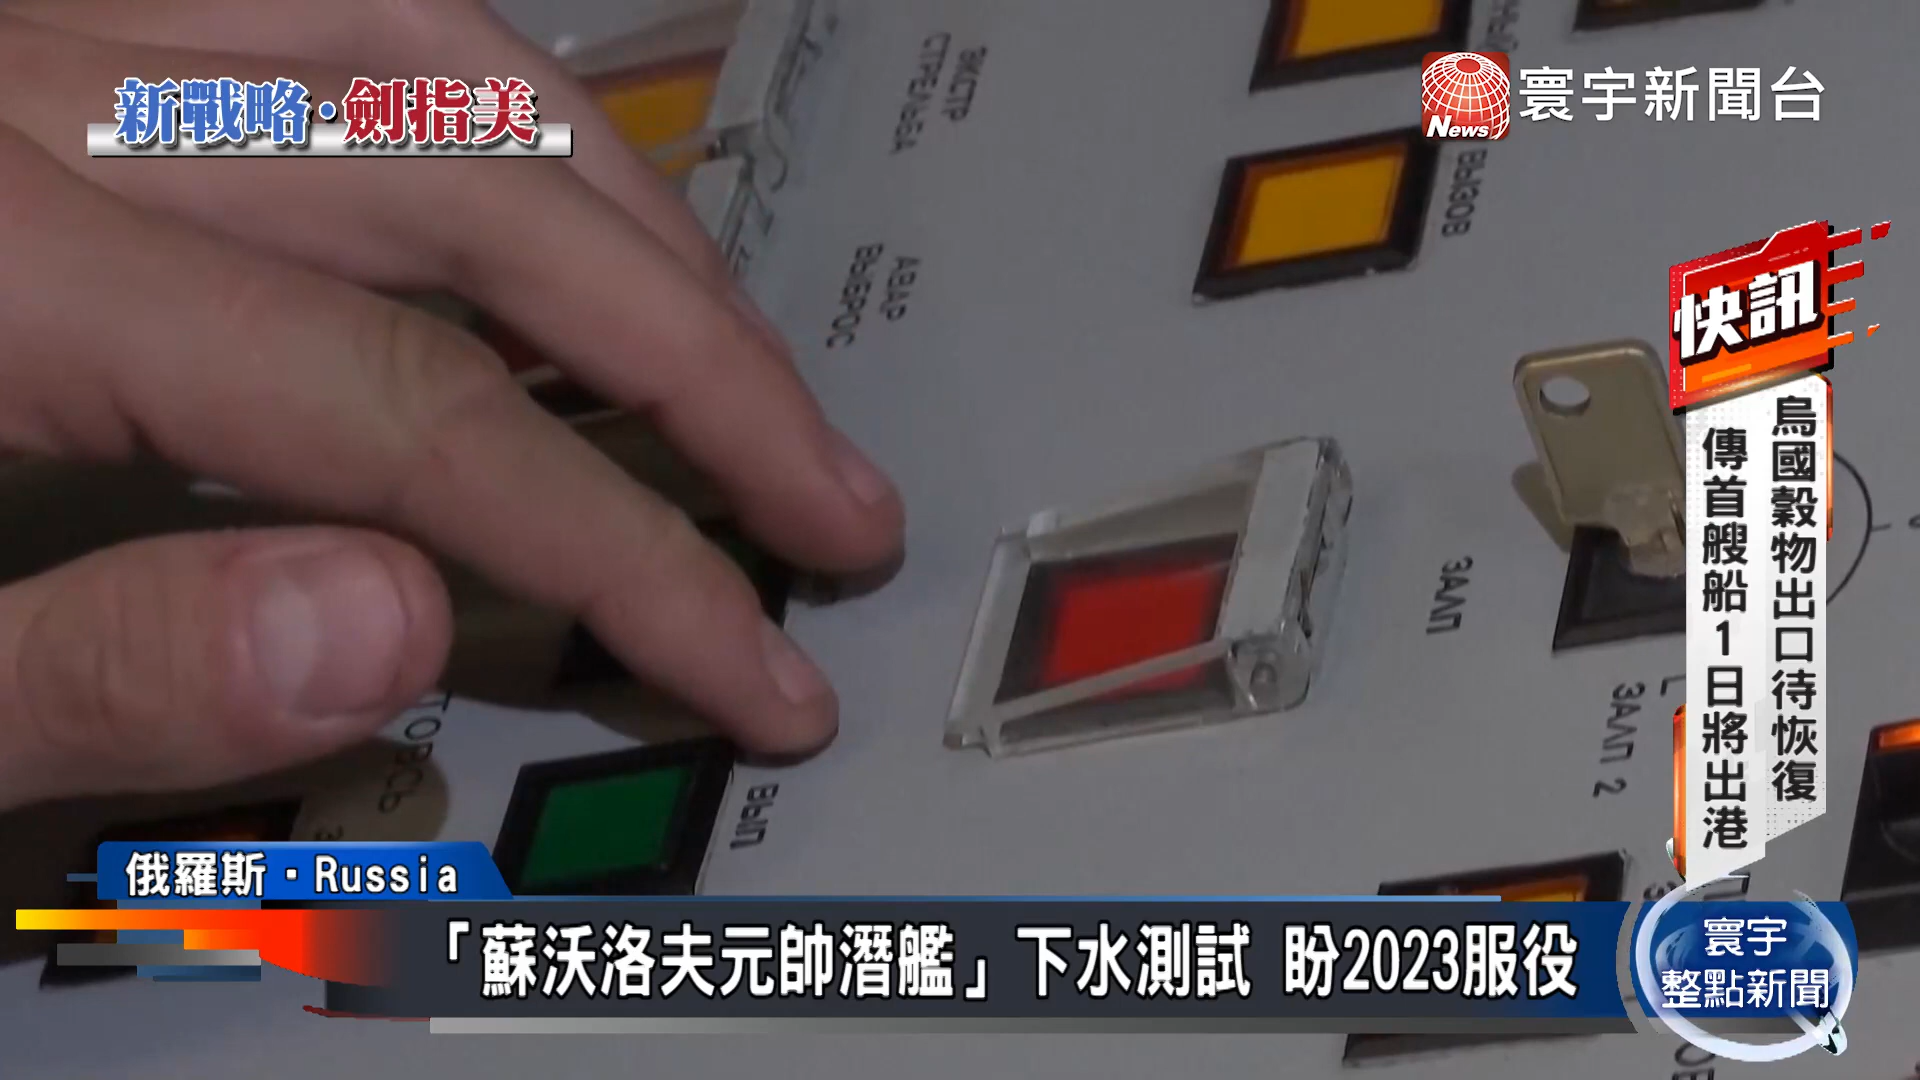 新戰略·劍指美
News 寰宇新聞台
快訊
烏國穀物出口待恢復
傳首艘船1日將出港
ЭКСТР
СТРЕЛЬБА
АВАР
ВЫБРОС
ВЫЗОВ
ЗАЛП
ЗАЛП 2
ВЫП
俄羅斯·Russia
「蘇沃洛夫元帥潛艦」下水測試 盼2023服役
寰宇
整點新聞